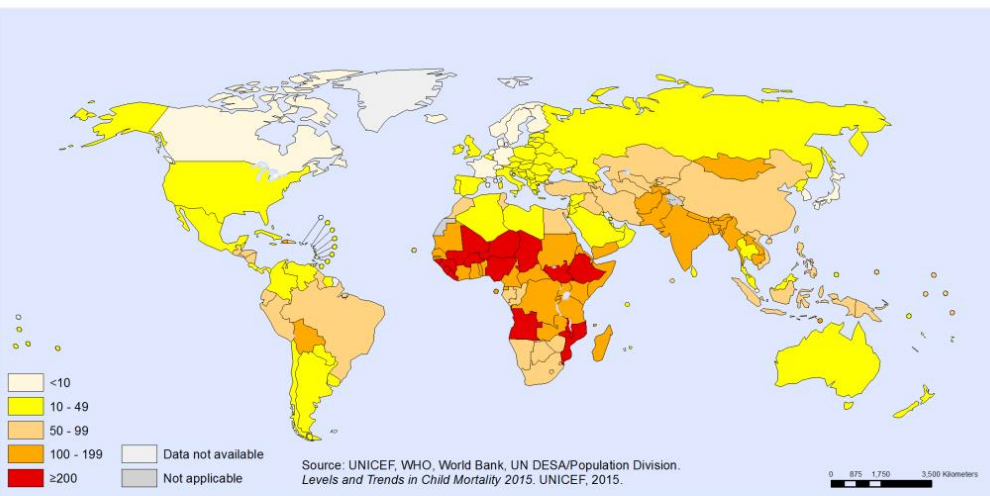 <10
10 - 49
50 - 99
100 - 199
≥200
Data not available
Not applicable
Source: UNICEF, WHO, World Bank, UN DESA/Population Division.
Levels and Trends in Child Mortality 2015. UNICEF, 2015.
0 875 1,750 3,500 Kilometers